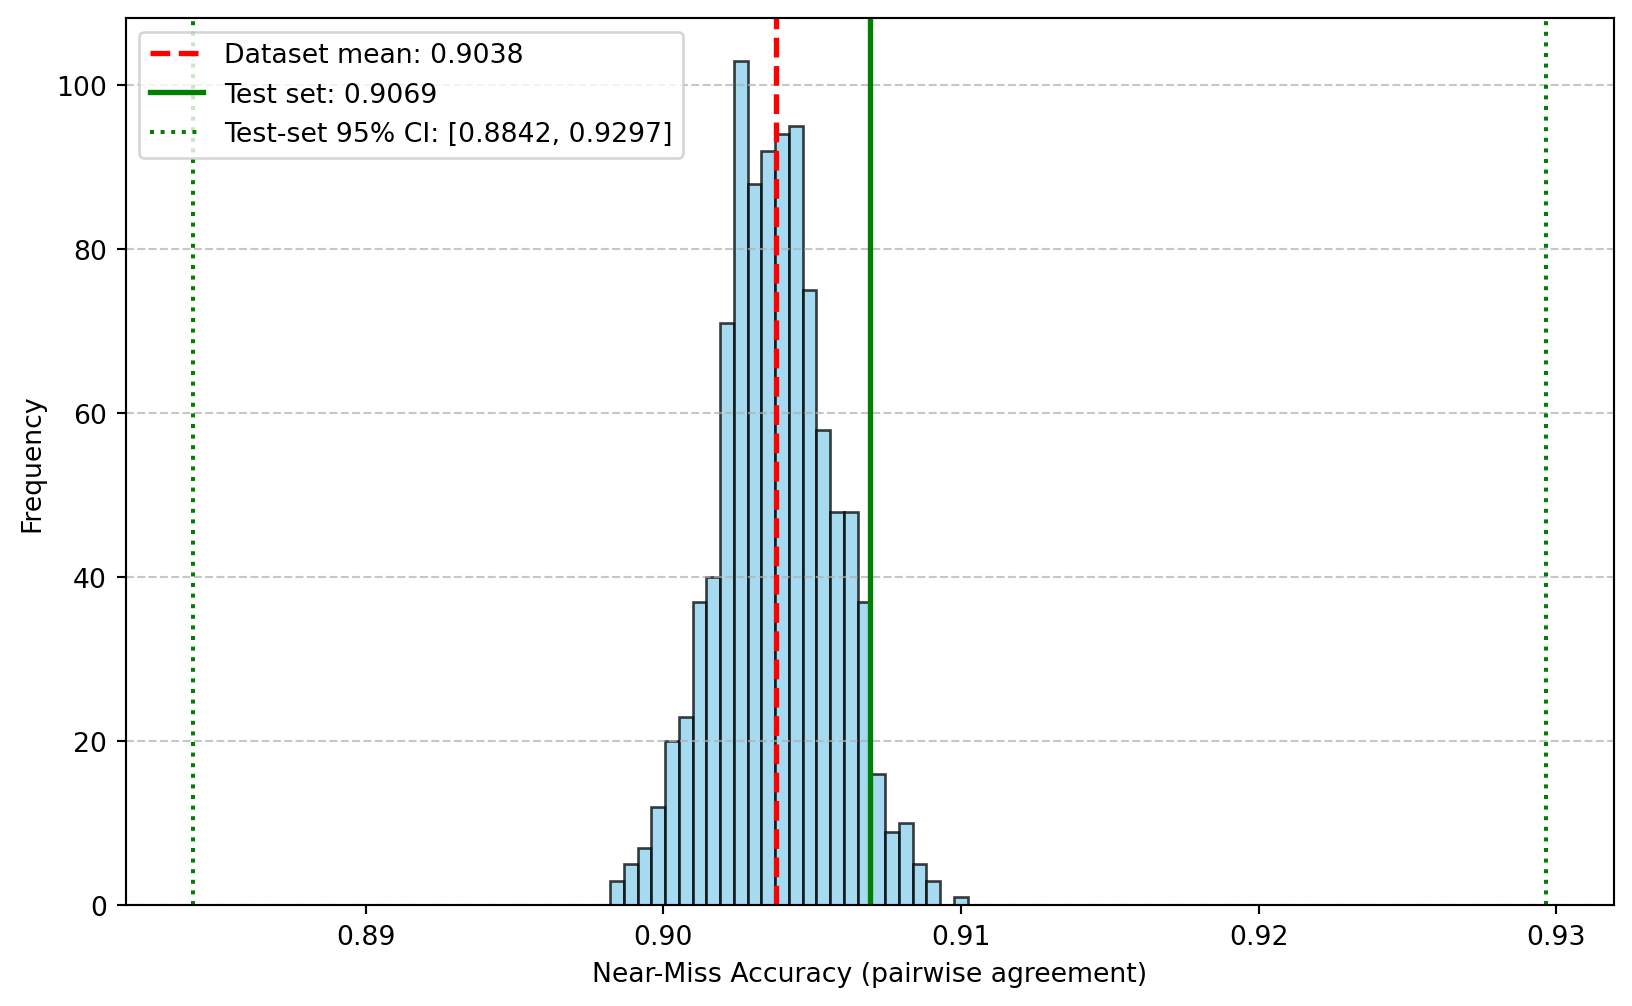 Dataset mean: 0.9038
Test set: 0.9069
Test-set 95% CI: [0.8842, 0.9297]
100
80
60
40
20
0
Frequency
0.89 0.90 0.91 0.92 0.93
Near-Miss Accuracy (pairwise agreement)